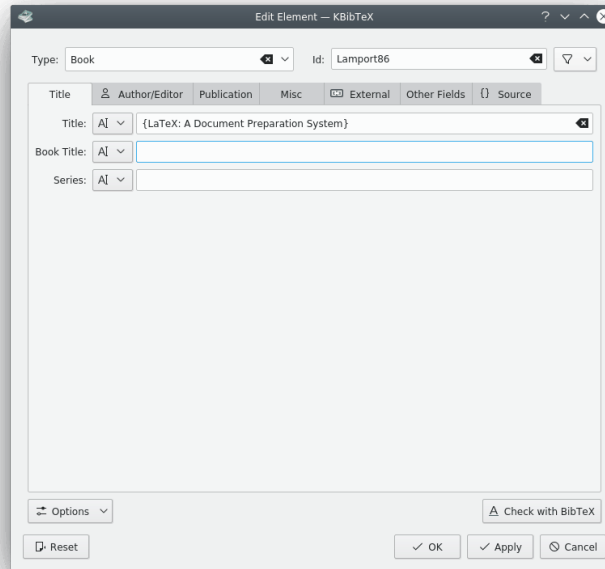 Edit Element — KBibTeX
Type: Book Id: Lamport86
Title Author/Editor Publication Misc External Other Fields {} Source
Title: {LaTeX: A Document Preparation System}
Book Title:
Series:
Options A Check with BibTeX
Reset OK Apply Cancel